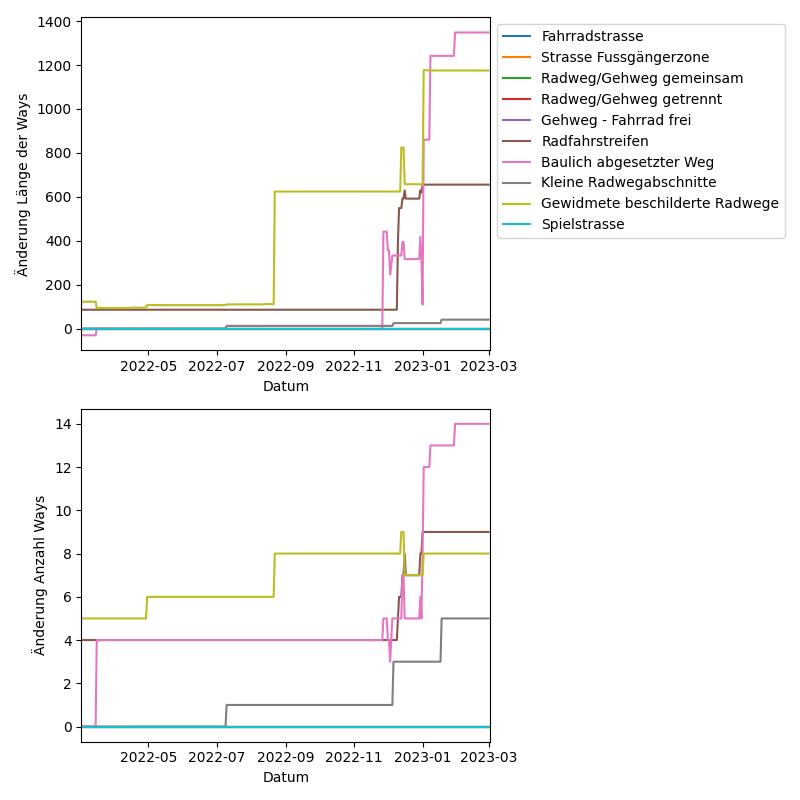 1400
1200
1000
800
600
400
200
0
Änderung Länge der Ways
2022-05 2022-07 2022-09 2022-11 2023-01 2023-03
Datum
Fahrradstrasse
Strasse Fussgängerzone
Radweg/Gehweg gemeinsam
Radweg/Gehweg getrennt
Gehweg - Fahrrad frei
Radfahrstreifen
Baulich abgesetzter Weg
Kleine Radwegabschnitte
Gewidmete beschilderte Radwege
Spielstrasse
14
12
10
8
6
4
2
0
Änderung Anzahl Ways
2022-05 2022-07 2022-09 2022-11 2023-01 2023-03
Datum